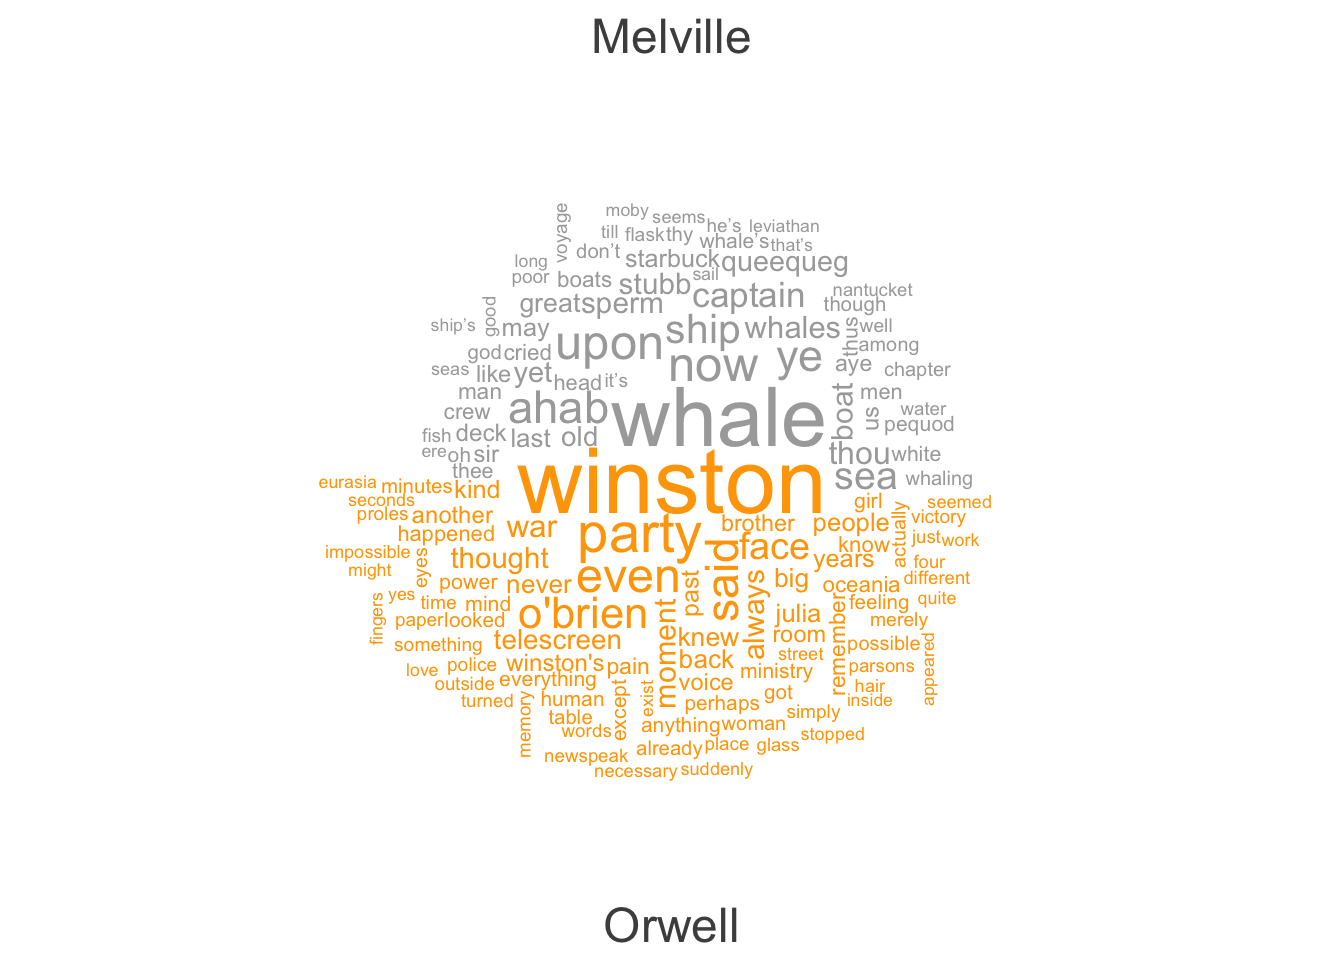 Melville
moby seems he’s leviathan
voyage till flask thy whale’s that’s
long don’t starbuck queequeg
poor boats stubb sail captain nantucket
good great sperm though
ship’s may upon ship whales thus well
god cried now ye aye among
seas like yet head it’s chapter
man ahab whale boat men
crew us water
fish deck last old pequod
ere oh sir thou white
thee sea whaling
eurasia minutes kind winston girl seemed
seconds
proles another war party brother people actually victory
happened said face know just work
impossible thought years four
might eyes power never even past always big oceania different
fingers yes time mind o'brien moment julia remember feeling quite
paper looked knew room merely
something telescreen street possible
love police winston's pain back ministry parsons appeared
outside everything voice hair
turned human except exist perhaps got inside
memory table anything woman simply
words already place glass stopped
newspeak
necessary suddenly
Orwell